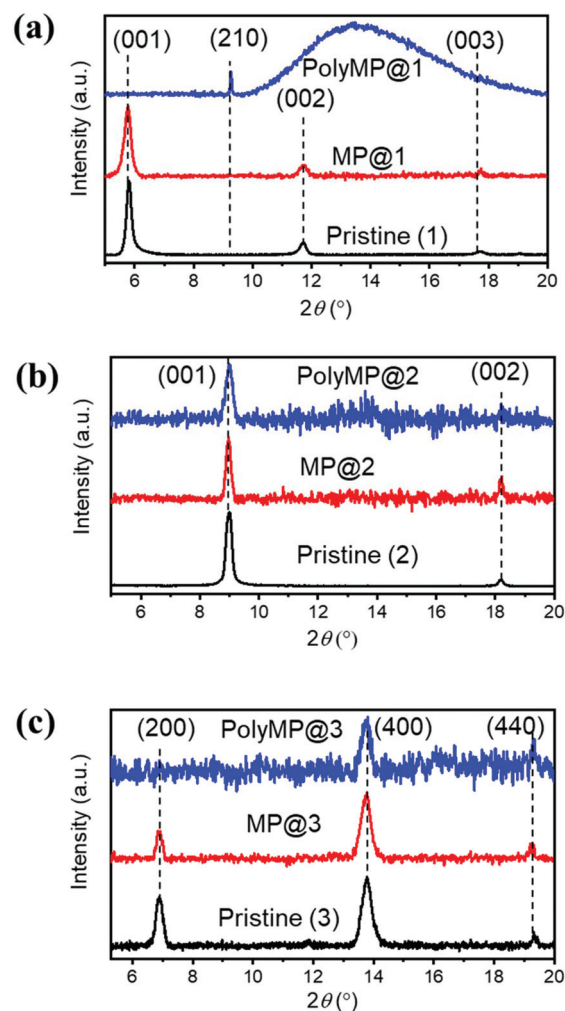 (a)
(001)
(210)
(003)
PolyMP@1
(002)
MP@1
Pristine (1)
Intensity (a.u.)
6 8 10 12 14 16 18 20
2θ (°)
(b)
(001)
PolyMP@2
(002)
MP@2
Pristine (2)
Intensity (a.u.)
6 8 10 12 14 16 18 20
2θ (°)
(c)
(200)
PolyMP@3
(400)
(440)
MP@3
Pristine (3)
Intensity (a.u.)
6 8 10 12 14 16 18 20
2θ (°)